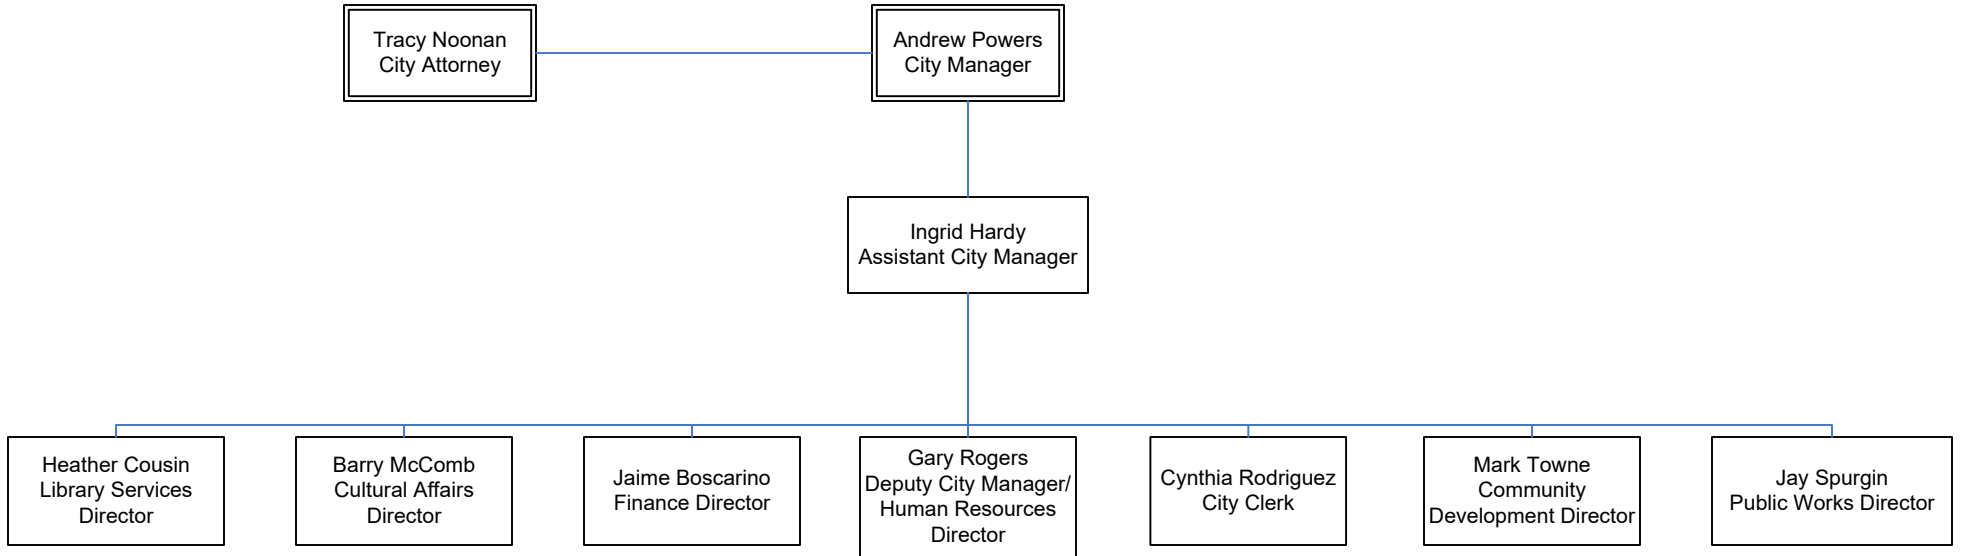 Tracy Noonan
City Attorney
Andrew Powers
City Manager
Ingrid Hardy
Assistant City Manager
Heather Cousin
Library Services
Director
Barry McComb
Cultural Affairs
Director
Jaime Boscarino
Finance Director
Gary Rogers
Deputy City Manager/
Human Resources
Director
Cynthia Rodriguez
City Clerk
Mark Towne
Community
Development Director
Jay Spurgin
Public Works Director